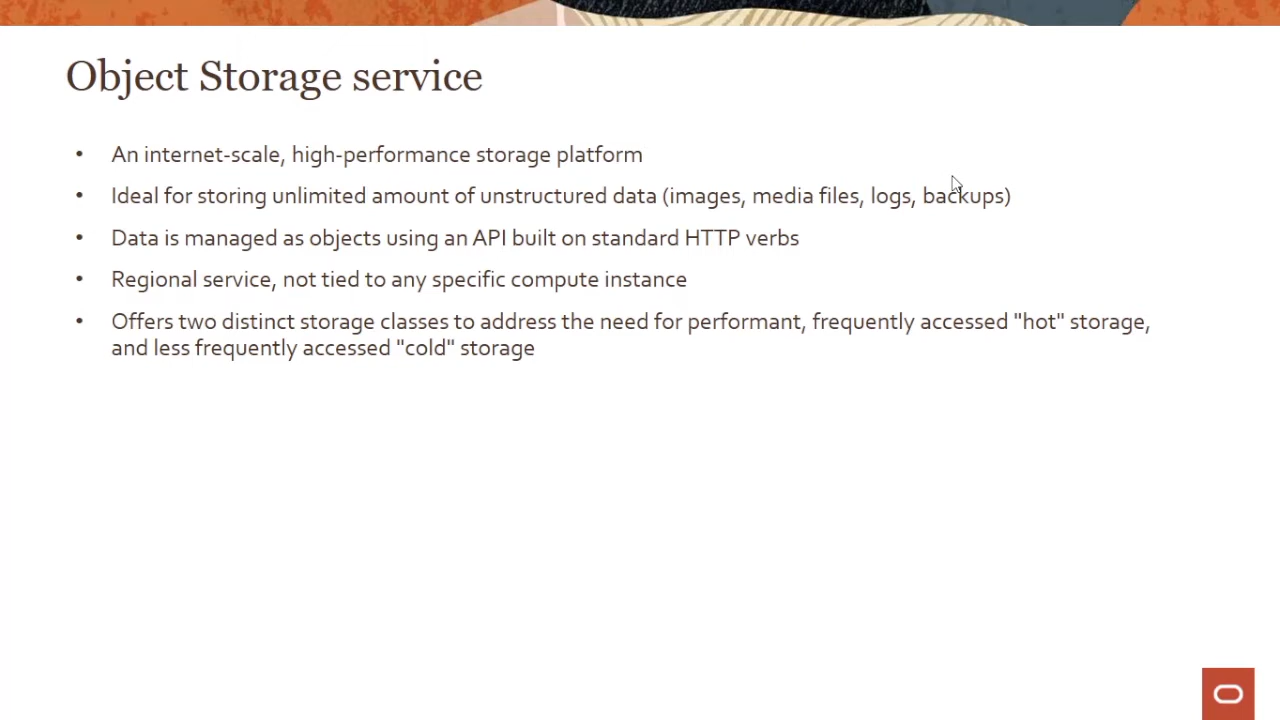 Object Storage service
• An internet-scale, high-performance storage platform
• Ideal for storing unlimited amount of unstructured data (images, media files, logs, backups)
• Data is managed as objects using an API built on standard HTTP verbs
• Regional service, not tied to any specific compute instance
• Offers two distinct storage classes to address the need for performant, frequently accessed "hot" storage,
and less frequently accessed "cold" storage